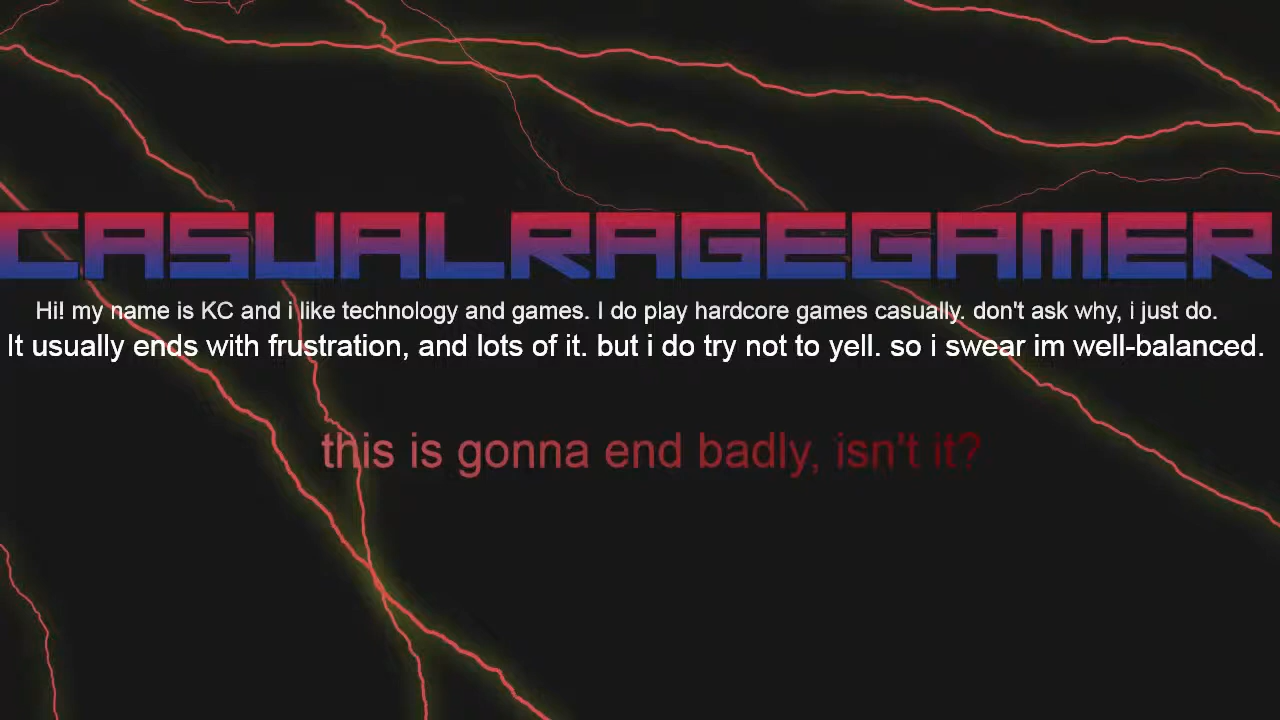 CASUALRAGEGAMER
Hi! my name is KC and i like technology and games. I do play hardcore games casually. don't ask why, i just do.
It usually ends with frustration, and lots of it. but i do try not to yell. so i swear im well-balanced.
this is gonna end badly, isn't it?